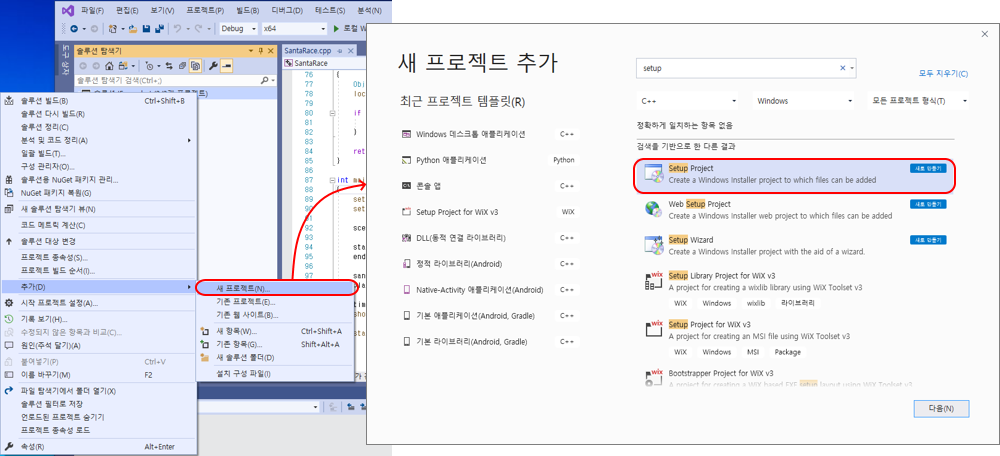 파일(F) 편집(E) 보기(V) 프로젝트(P) 빌드(B) 디버그(D) 테스트(S) 분석(N)
Debug x64 로컬 W
솔루션 탐색기
솔루션 탐색기 검색(Ctrl+;)
솔루션 빌드(B) Ctrl+Shift+B
솔루션 다시 빌드(R)
솔루션 정리(C)
분석 및 코드 정리(A)
일괄 빌드(T)...
구성 관리자(O)...
솔루션용 NuGet 패키지 관리...
NuGet 패키지 복원(G)
새 솔루션 탐색기 뷰(N)
코드 메트릭 계산(C)
솔루션 대상 변경
프로젝트 종속성(S)...
프로젝트 빌드 순서(I)...
추가(D)
시작 프로젝트 설정(A)...
기록 보기(H)...
수정되지 않은 항목과 비교(C)...
원인(주석 달기)(A)
붙여넣기(P) Ctrl+V
이름 바꾸기(M) F2
파일 탐색기에서 폴더 열기(X)
솔루션 필터로 저장
언로드된 프로젝트 숨기기
프로젝트 종속성 로드
속성(R) Alt+Enter
새 프로젝트(N)...
기존 프로젝트(E)...
기존 웹 사이트(B)...
새 항목(W)... Ctrl+Shift+A
기존 항목(G)... Shift+Alt+A
새 솔루션 폴더(D)
설치 구성 파일(I)
SantaRace.cpp
SantaRace
76 {
77 Obj
78 loc
79
80 if
81
82 }
83
84 ret
85 }
86
87 int mai
88 {
89 set
90 set
91
92 sce
93
94 sta
95 end
96
san
새 프로젝트 추가
setup
모두 지우기(C)
C++ Windows 모든 프로젝트 형식(T)
최근 프로젝트 템플릿(R)
Windows 데스크톱 애플리케이션 C++
Python 애플리케이션 Python
콘솔 앱 C++
Setup Project for WiX v3 WiX
DLL(동적 연결 라이브러리) C++
정적 라이브러리(Android) C++
Native-Activity 애플리케이션(Android) C++
기본 애플리케이션(Android, Gradle) C++
기본 라이브러리(Android, Gradle) C++
정확하게 일치하는 항목 없음
검색을 기반으로 한 다른 결과
Setup Project 새로 만들기
Create a Windows Installer project to which files can be added
Web Setup Project 새로 만들기
Create a Windows Installer web project to which files can be added
Setup Wizard 새로 만들기
Create a Windows Installer project with the aid of a wizard.
Setup Library Project for WiX v3
A project for creating a wixlib library using WiX Toolset v3
WiX Windows wixlib 라이브러리
Setup Project for WiX v3
A project for creating an MSI file using WiX Toolset v3
WiX Windows MSI Package
Bootstrapper Project for WiX v3
A project for creating a WiX based EXE setup layout using WiX Toolset v3
다음(N)